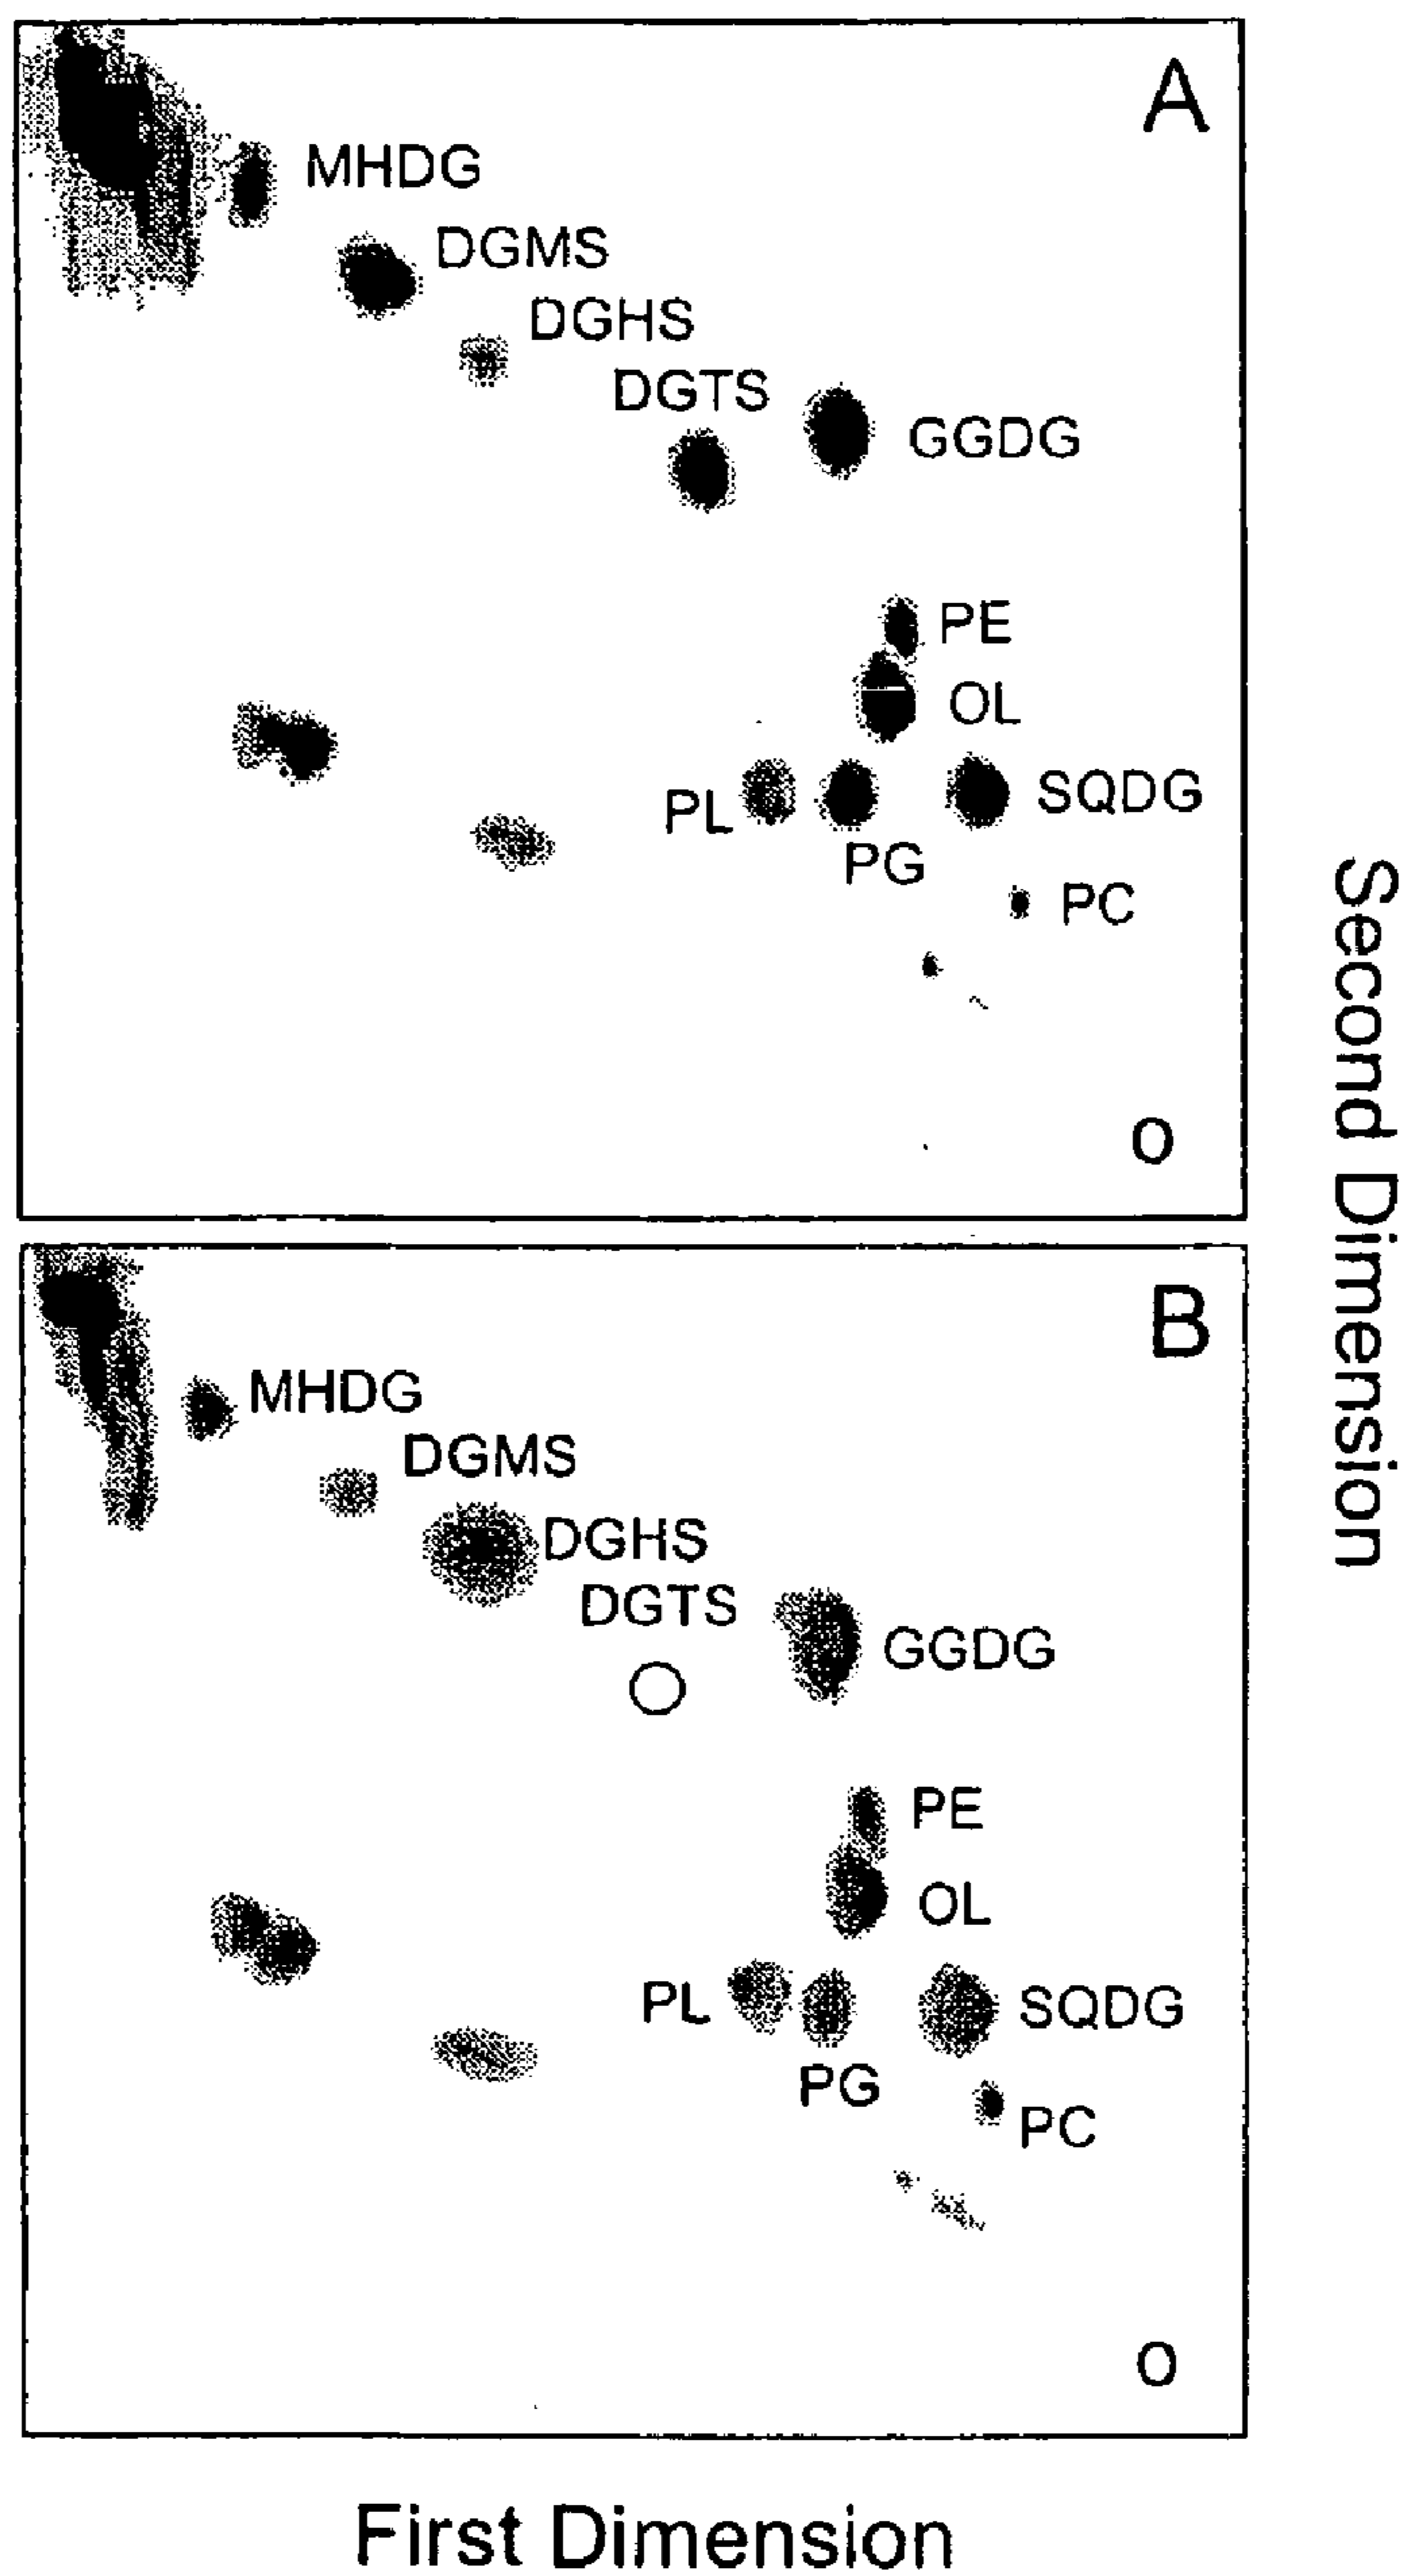 A
MHDG
DGMS
DGHS
DGTS
GGDG
PE
OL
PL
SQDG
PG
PC
O
B
MHDG
DGMS
DGHS
DGTS
GGDG
PE
OL
PL
SQDG
PG
PC
O
Second Dimension
First Dimension